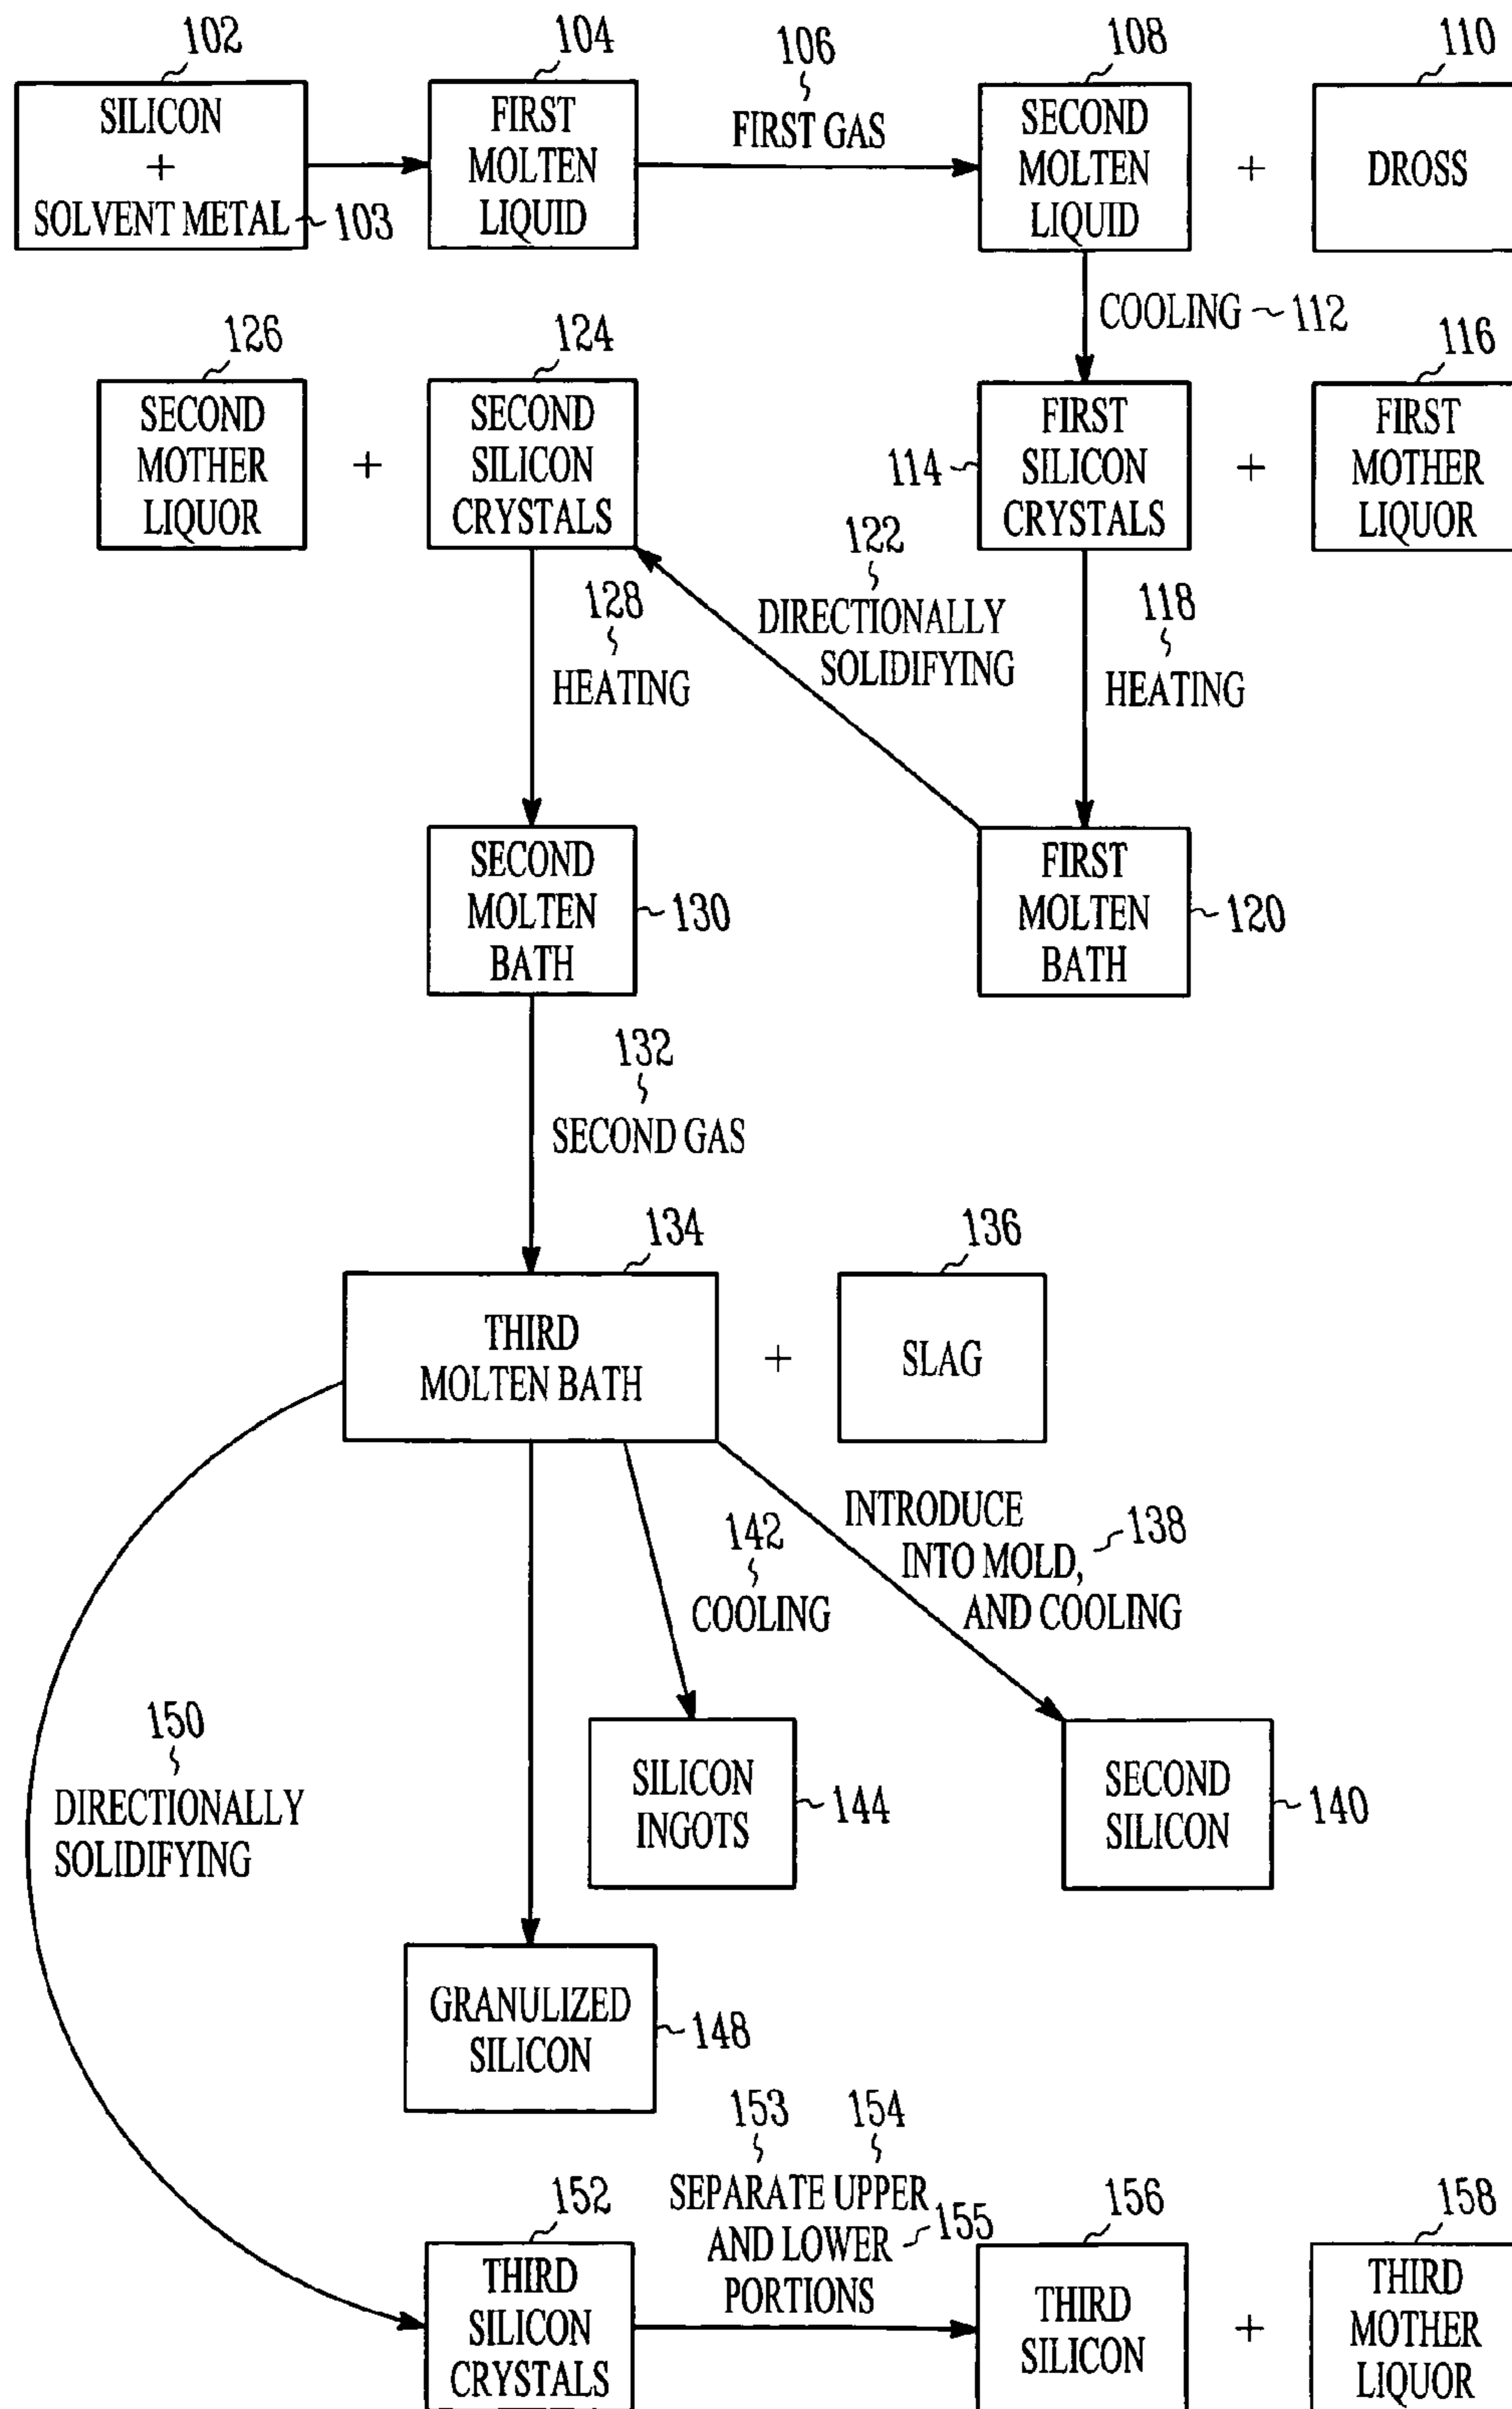 102
SILICON
+
SOLVENT METAL
103
104
FIRST
MOLTEN
LIQUID
106
FIRST GAS
108
SECOND
MOLTEN
LIQUID
+
110
DROSS
COOLING
112
126
SECOND
MOTHER
LIQUOR
+
124
SECOND
SILICON
CRYSTALS
114
FIRST
SILICON
CRYSTALS
+
116
FIRST
MOTHER
LIQUOR
122
DIRECTIONALLY
SOLIDIFYING
128
HEATING
118
HEATING
SECOND
MOLTEN
BATH
130
FIRST
MOLTEN
BATH
120
132
SECOND GAS
134
THIRD
MOLTEN BATH
+
136
SLAG
142
COOLING
INTRODUCE
INTO MOLD,
AND COOLING
138
150
DIRECTIONALLY
SOLIDIFYING
SILICON
INGOTS
144
SECOND
SILICON
140
GRANULIZED
SILICON
148
152
THIRD
SILICON
CRYSTALS
153
154
SEPARATE UPPER
AND LOWER
PORTIONS
155
156
THIRD
SILICON
+
158
THIRD
MOTHER
LIQUOR